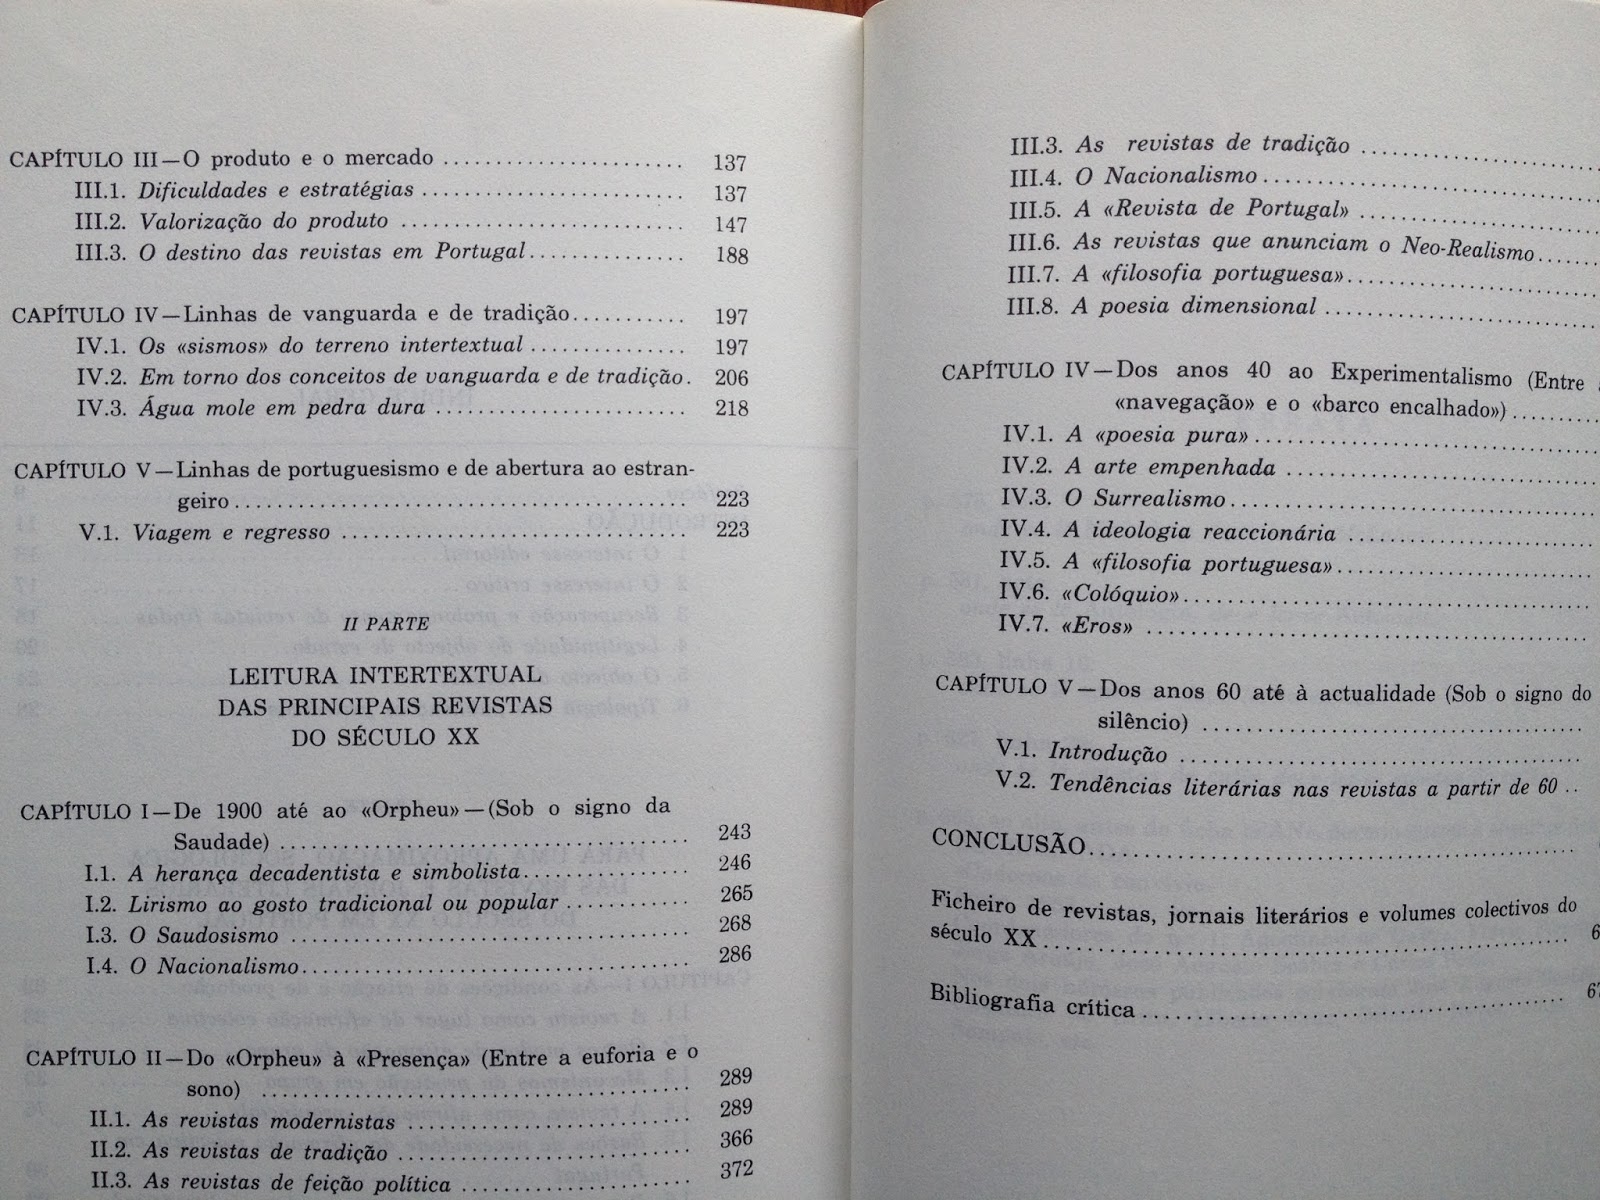 CAPÍTULO III — O produto e o mercado ........................ 137
III.1. Dificuldades e estratégias .......................... 137
III.2. Valorização do produto ............................ 147
III.3. O destino das revistas em Portugal................ 188
CAPÍTULO IV — Linhas de vanguarda e de tradição........... 197
IV.1. Os «sismos» do terreno intertextual ............... 197
IV.2. Em torno dos conceitos de vanguarda e de tradição. 206
IV.3. Água mole em pedra dura ......................... 218
CAPÍTULO V — Linhas de portuguesismo e de abertura ao estran-
geiro............................................. 223
V.1. Viagem e regresso .................................. 223
II PARTE
LEITURA INTERTEXTUAL
DAS PRINCIPAIS REVISTAS
DO SÉCULO XX
CAPÍTULO I — De 1900 até ao «Orpheu» — (Sob o signo da
Saudade) ......................................... 243
I.1. A herança decadentista e simbolista................. 246
I.2. Lirismo ao gosto tradicional ou popular ............ 265
I.3. O Saudosismo ........................................ 268
I.4. O Nacionalismo....................................... 286
CAPÍTULO II — Do «Orpheu» à «Presença» (Entre a euforia e o
sono) ........................................... 289
II.1. As revistas modernistas ............................ 289
II.2. As revistas de tradição ............................. 366
II.3. As revistas de feição política ....................... 372
III.3. As revistas de tradição ........................
III.4. O Nacionalismo..................................
III.5. A «Revista de Portugal» ........................
III.6. As revistas que anunciam o Neo-Realismo......
III.7. A «filosofia portuguesa».........................
III.8. A poesia dimensional ...........................
CAPÍTULO IV — Dos anos 40 ao Experimentalismo (Entre a
«navegação» e o «barco encalhado») ........
IV.1. A «poesia pura»..................................
IV.2. A arte empenhada ..............................
IV.3. O Surrealismo...................................
IV.4. A ideologia reaccionária ........................
IV.5. A «filosofia portuguesa».........................
IV.6. «Colóquio»........................................
IV.7. «Eros» ...........................................
CAPÍTULO V — Dos anos 60 até à actualidade (Sob o signo do
silêncio) ......................................
V.1. Introdução ........................................
V.2. Tendências literárias nas revistas a partir de 60 ..
CONCLUSÃO.................................................
Ficheiro de revistas, jornais literários e volumes colectivos do
século XX..................................................... 6
Bibliografia crítica .......................................... 67